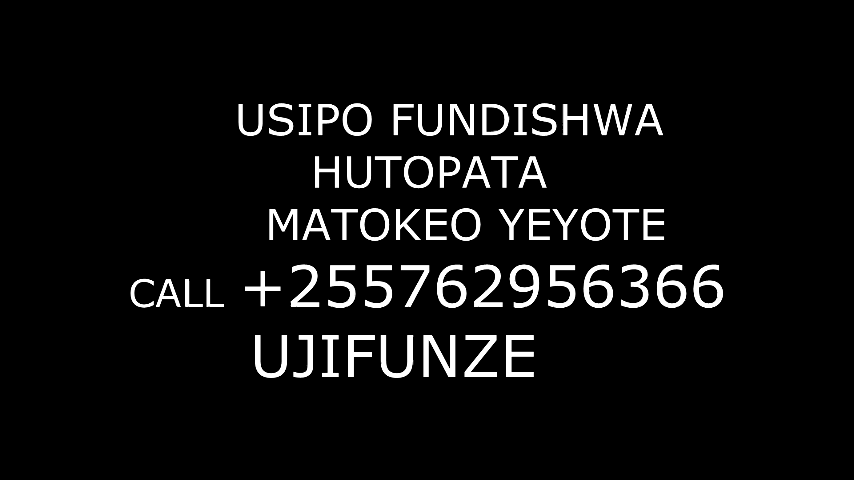 USIPO FUNDISHWA
HUTOPATA
MATOKEO YEYOTE
CALL +255762956366
UJIFUNZE